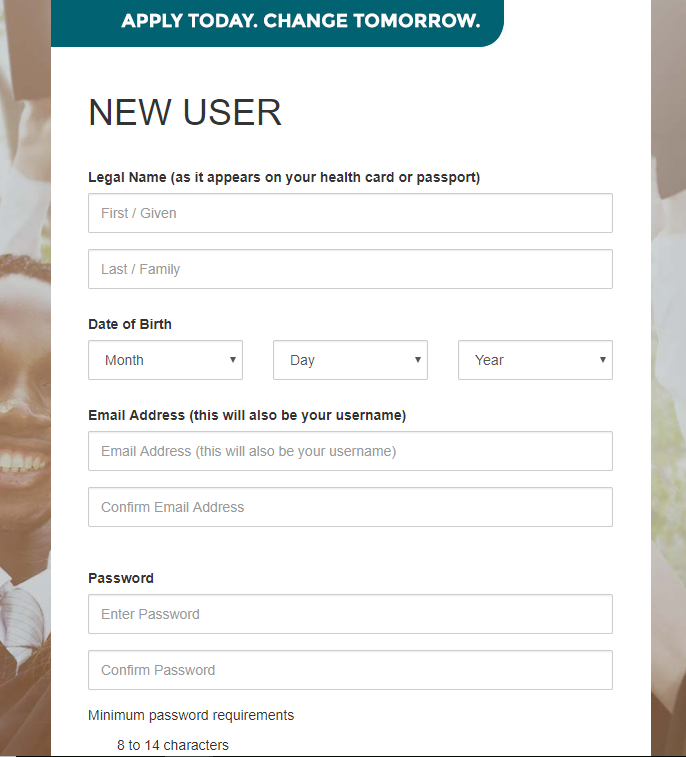 APPLY TODAY. CHANGE TOMORROW.
NEW USER
Legal Name (as it appears on your health card or passport)
First / Given
Last / Family
Date of Birth
Month Day Year
Email Address (this will also be your username)
Email Address (this will also be your username)
Confirm Email Address
Password
Enter Password
Confirm Password
Minimum password requirements
8 to 14 characters